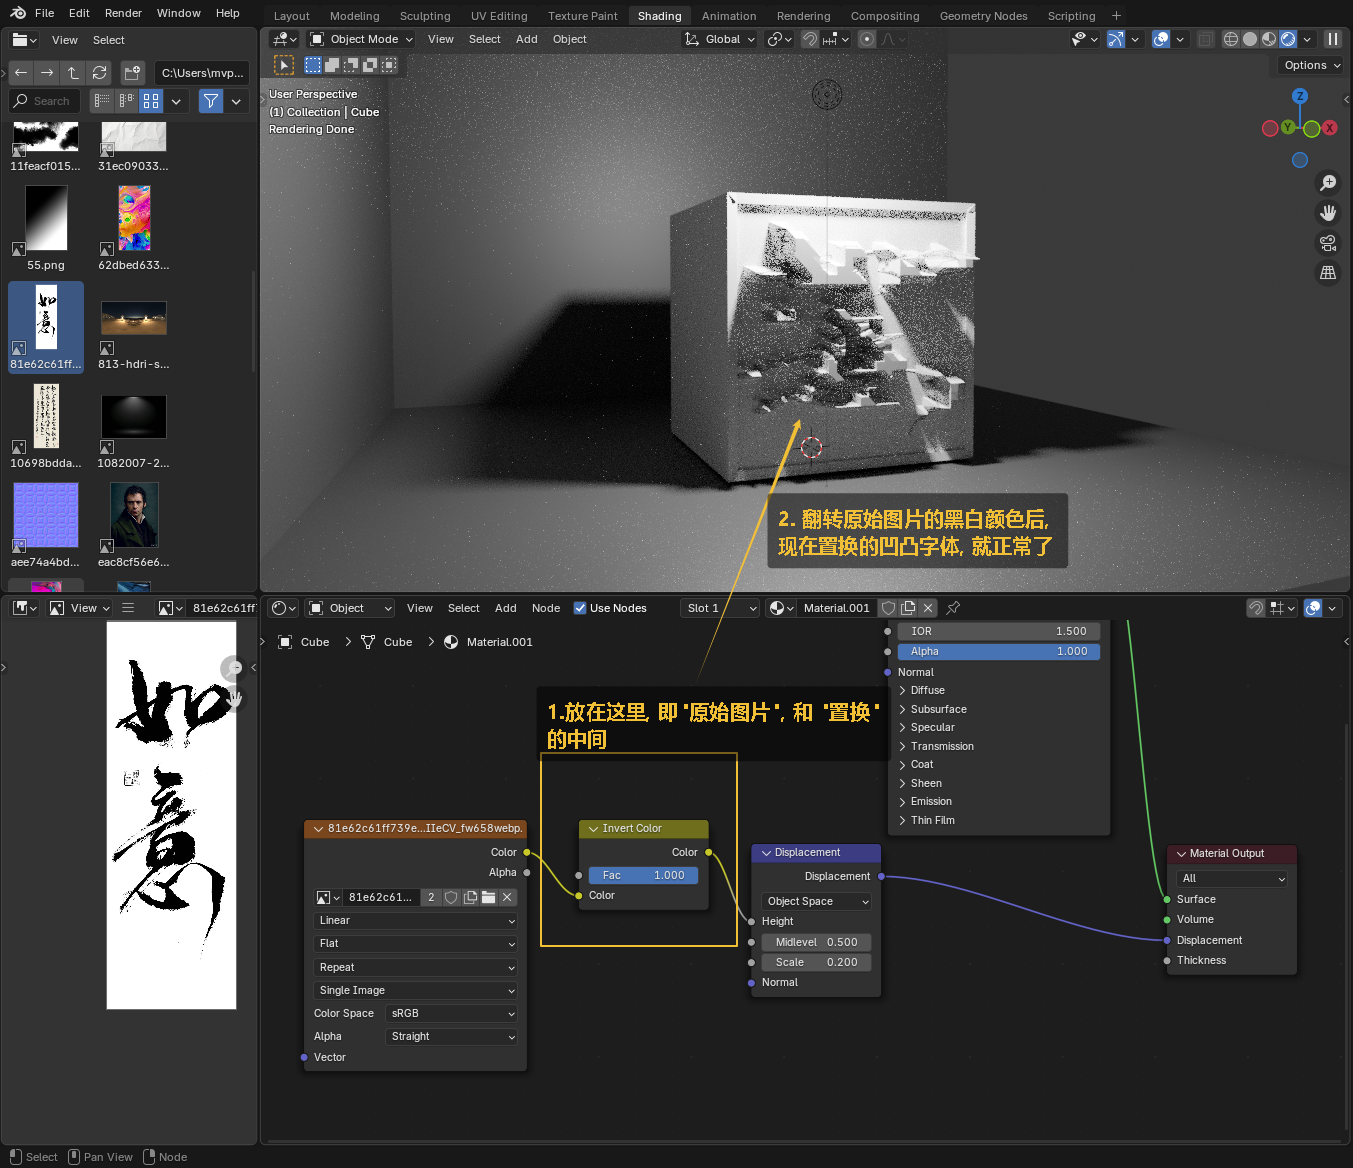 File Edit Render Window Help Layout Modeling Sculpting UV Editing Texture Paint Shading Animation Rendering Compositing Geometry Nodes Scripting +
View Select
C:\Users\mvp...
Search
11feacf015...
31ec09033...
55.png
62dbed633...
81e62c61ff...
813-hdri-s...
10698bdda...
1082007-2...
aee74a4bd...
eac8cf56e6...
Object Mode View Select Add Object Global
Options
User Perspective
(1) Collection | Cube
Rendering Done
Z
Y
X
2. 翻转原始图片的黑白颜色后,
现在置换的凹凸字体, 就正常了
View 81e62c61ff
如
意
Object View Select Add Node Use Nodes Slot 1 Material.001
Cube Cube Material.001
IOR 1.500
Alpha 1.000
Normal
Diffuse
Subsurface
Specular
Transmission
Coat
Sheen
Emission
Thin Film
1.放在这里, 即 "原始图片", 和 "置换"
的中间
81e62c61ff739e...IIeCV_fw658webp.
Color
Alpha
81e62c61... 2
Linear
Flat
Repeat
Single Image
Color Space sRGB
Alpha Straight
Vector
Invert Color
Color
Fac 1.000
Color
Displacement
Displacement
Object Space
Height
Midlevel 0.500
Scale 0.200
Normal
Material Output
All
Surface
Volume
Displacement
Thickness
Select Pan View Node